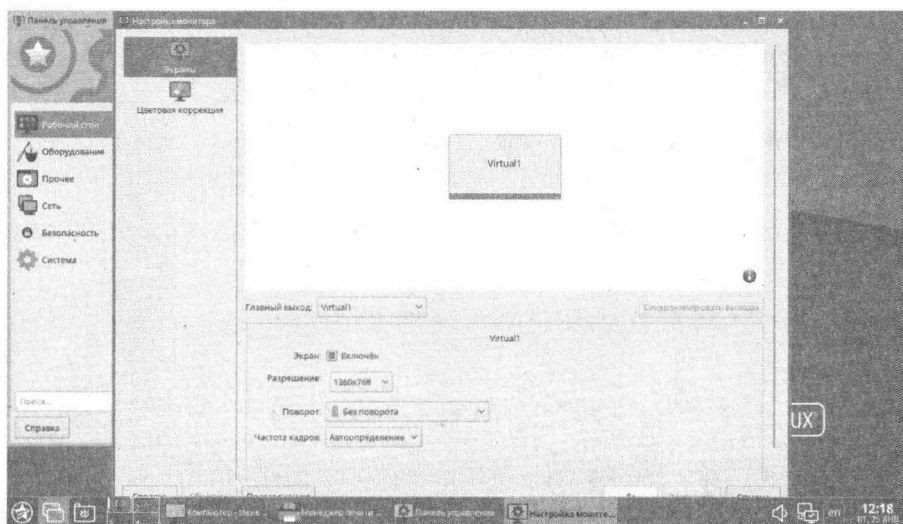 Панель управления
Настройка монитора
Экраны
Цветовая коррекция
Рабочий стол
Оборудование
Прочее
Сеть
Безопасность
Система
Поиск...
Справка
Virtual1
Главный выход: Virtual1
Синхронизировать выходы
Virtual1
Экран: Включён
Разрешение: 1360x768
Поворот: Без поворота
Частота кадров: Автоопределение
UX
Менеджер печати ...
Панель управления
Настройка монито...
en
12:18